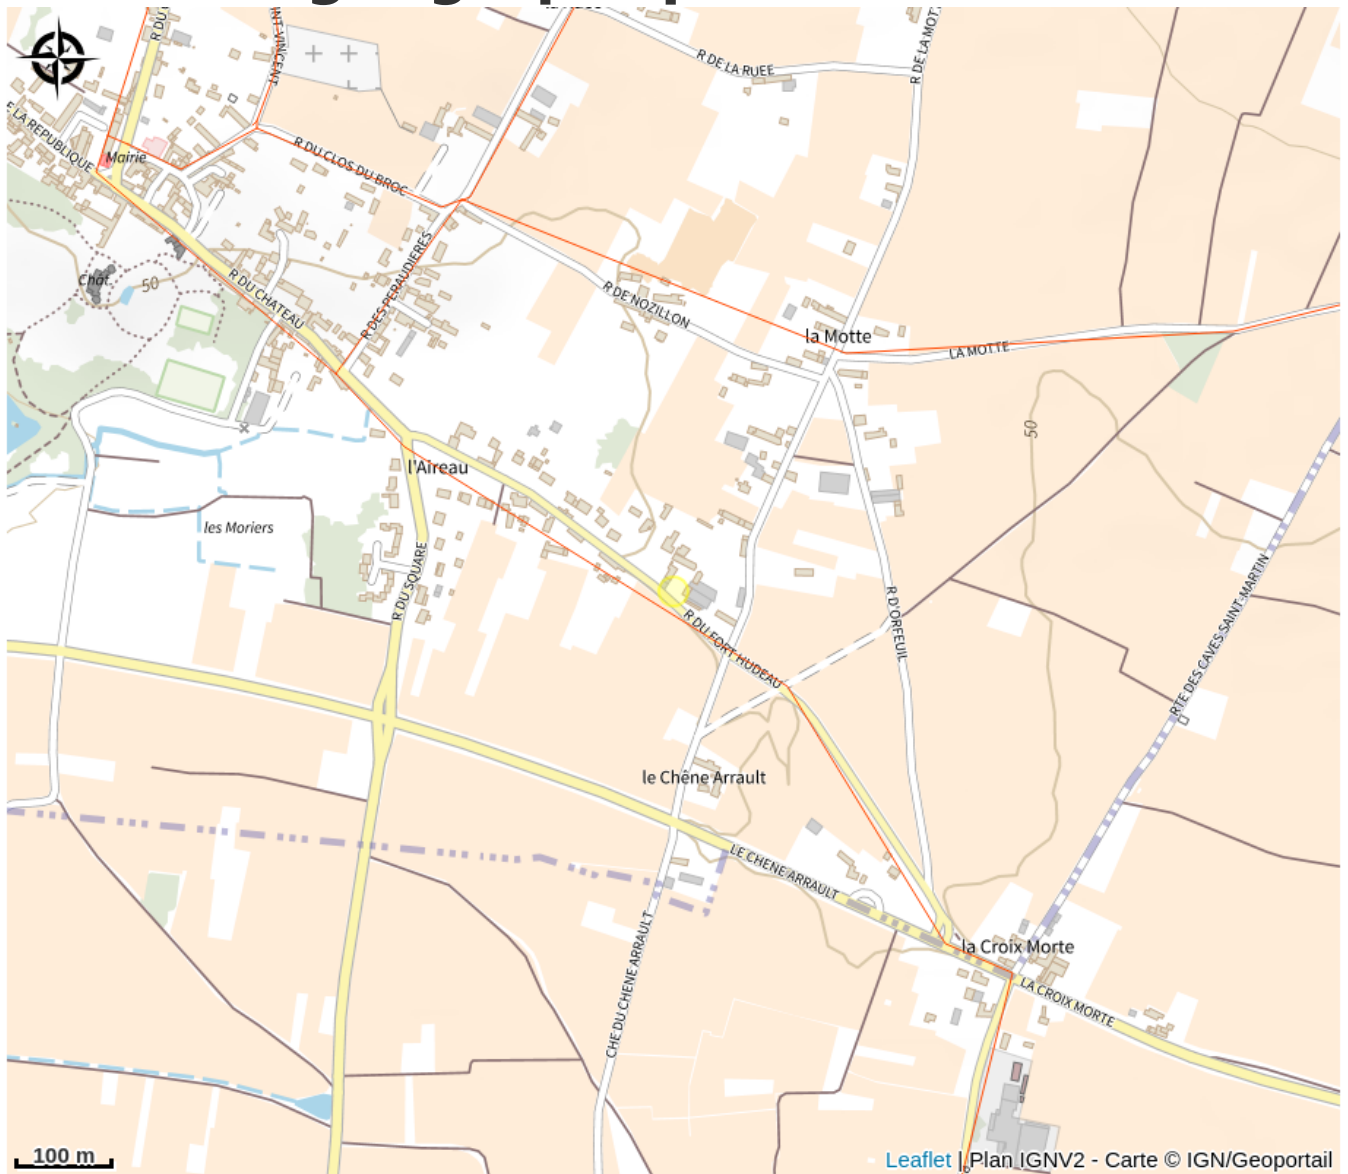 R DU
INT VINCENT
R DE LA RUEE
R DE LA MOT
E LA REPUBLIQUE
Mairie
R DU CLOS DU BROC
Chât.
50
R DU CHATEAU
R DES PERAUDIERES
R DE NOZILLON
la Motte
LA MOTTE
50
l'Aireau
les Moriers
R DU SQUARE
R DU FORT HUDEAU
R D'ORFEUIL
RTE DES CAVES SAINT-MARTIN
le Chêne Arrault
LE CHENE ARRAULT
CHE DU CHENE ARRAULT
la Croix Morte
LA CROIX MORTE
100 m
Leaflet | Plan IGNV2 - Carte © IGN/Geoportail